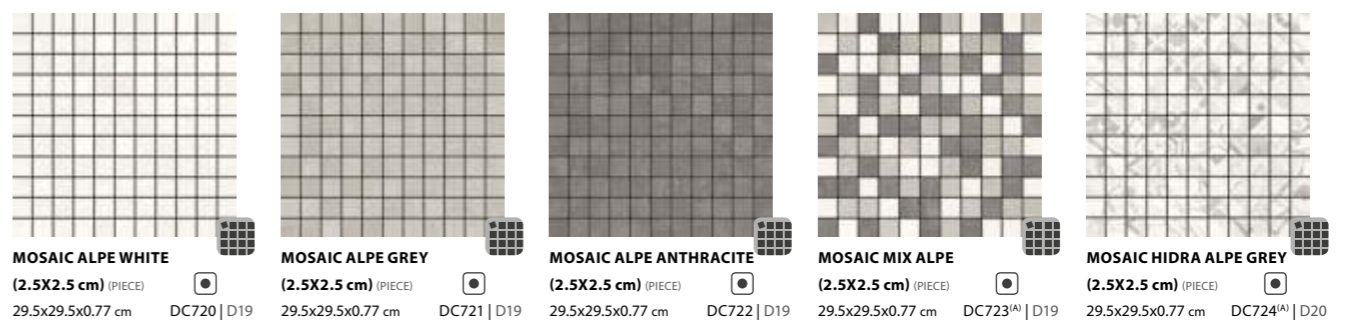 MOSAIC ALPE WHITE
(2.5X2.5 cm) (PIECE)
29.5x29.5x0.77 cm DC720 | D19
MOSAIC ALPE GREY
(2.5X2.5 cm) (PIECE)
29.5x29.5x0.77 cm DC721 | D19
MOSAIC ALPE ANTHRACITE
(2.5X2.5 cm) (PIECE)
29.5x29.5x0.77 cm DC722 | D19
MOSAIC MIX ALPE
(2.5X2.5 cm) (PIECE)
29.5x29.5x0.77 cm DC723(A) | D19
MOSAIC HIDRA ALPE GREY
(2.5X2.5 cm) (PIECE)
29.5x29.5x0.77 cm DC724(A) | D20